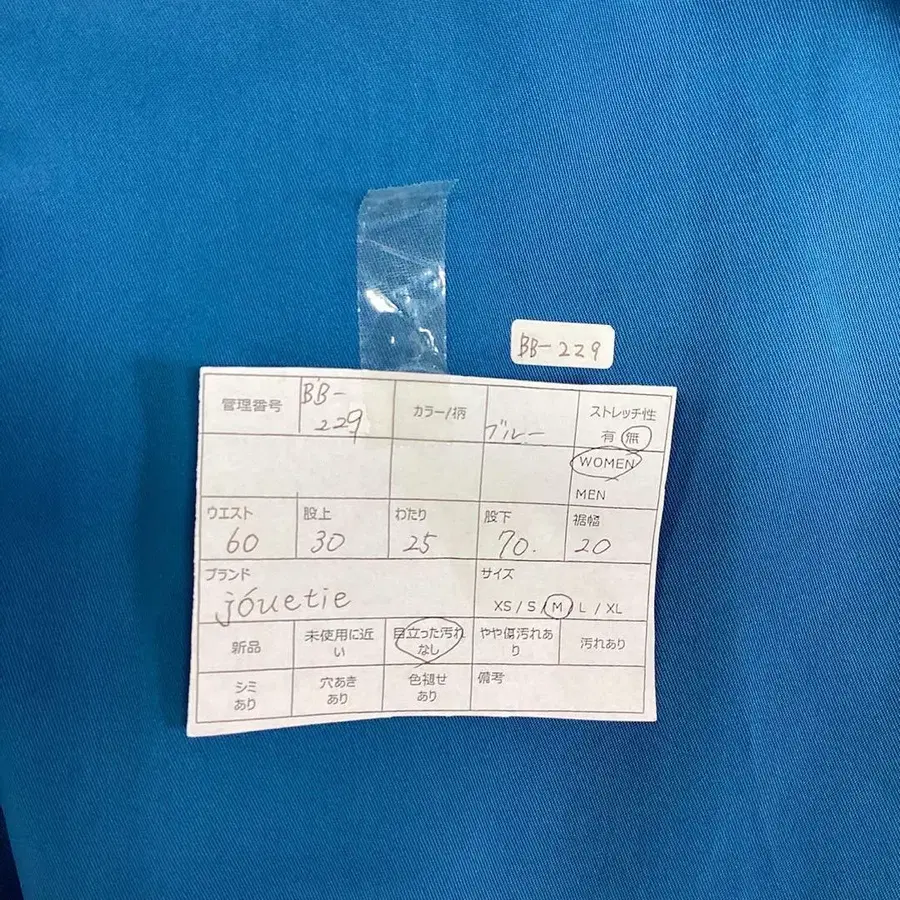 BB-229
管理番号 BB-229 カラー/柄 ブルー ストレッチ性
有 無
WOMEN
MEN
ウエスト 股上 わたり 股下 裾幅
60 30 25 70. 20
ブランド サイズ
jóuetie XS / S / M / L / XL
新品 未使用に近い 目立った汚れなし やや傷汚れあり 汚れあり
シミあり 穴あきあり 色褪せあり 備考